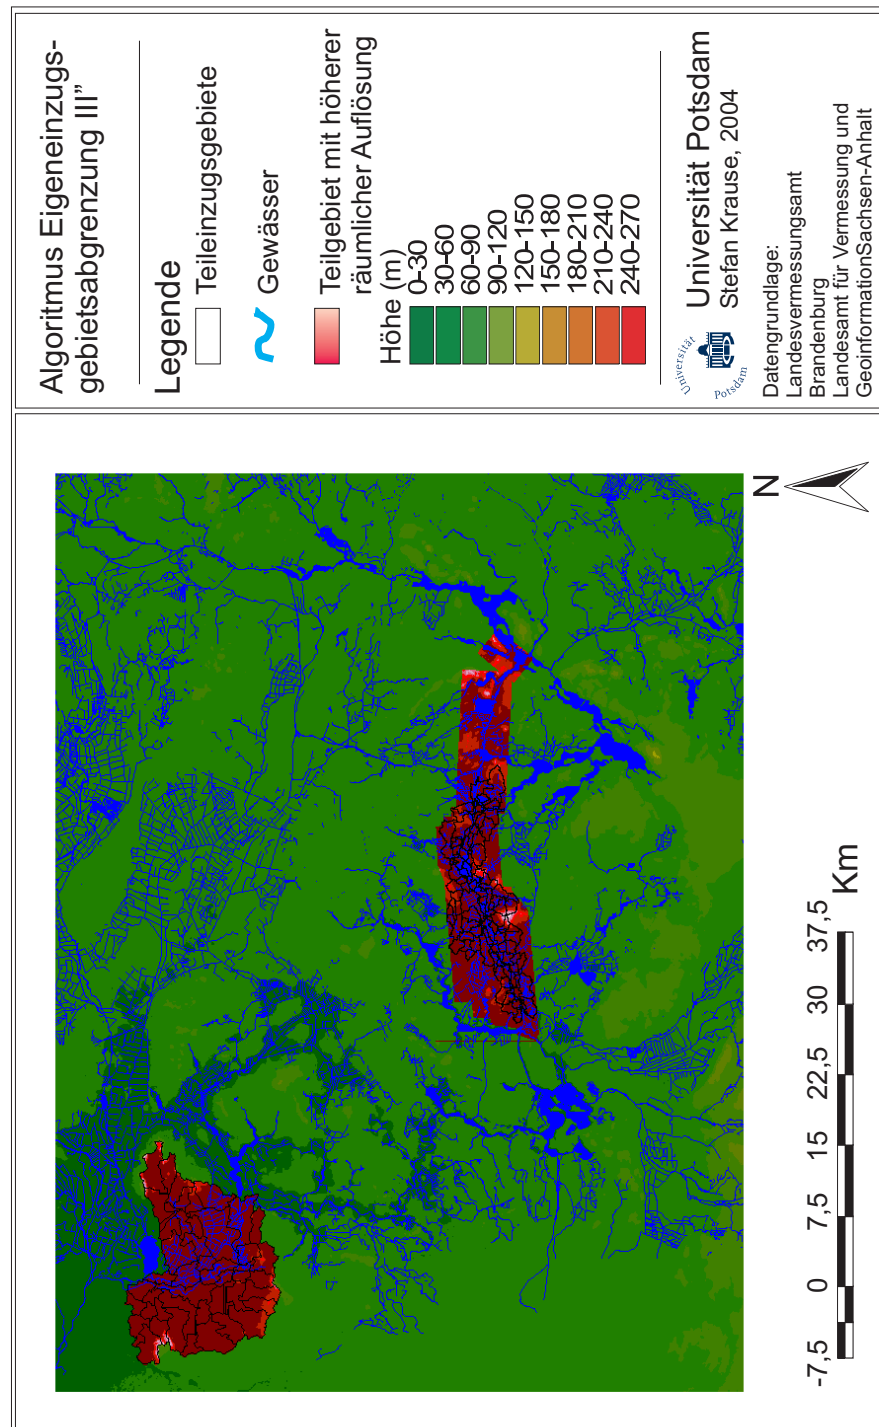 Algoritmus Eigeneinzugs-
gebietsabgrenzung III”
Legende
Teileinzugsgebiete
Gewässer
Teilgebiet mit höherer
räumlicher Auflösung
Höhe (m)
0-30
30-60
60-90
90-120
120-150
150-180
180-210
210-240
240-270
Universität
Potsdam
Universität Potsdam
Stefan Krause, 2004
Datengrundlage:
Landesvermessungsamt
Brandenburg
Landesamt für Vermessung und
GeoinformationSachsen-Anhalt
N
-7,5 0 7,5 15 22,5 30 37,5
Km